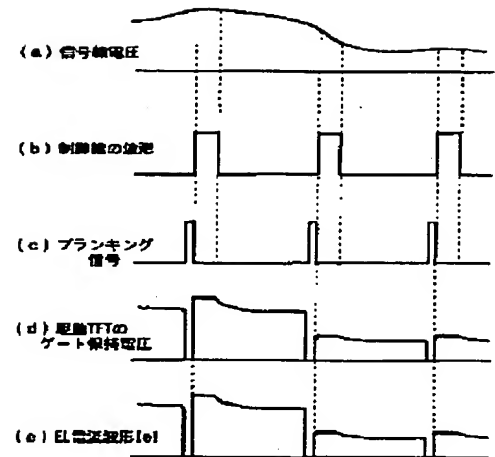 (a) 信号線電圧
(b) 制御線の波形
(c) ブランキング
信号
(d) 駆動TFTの
ゲート保持電圧
(e) EL電流波形[e]